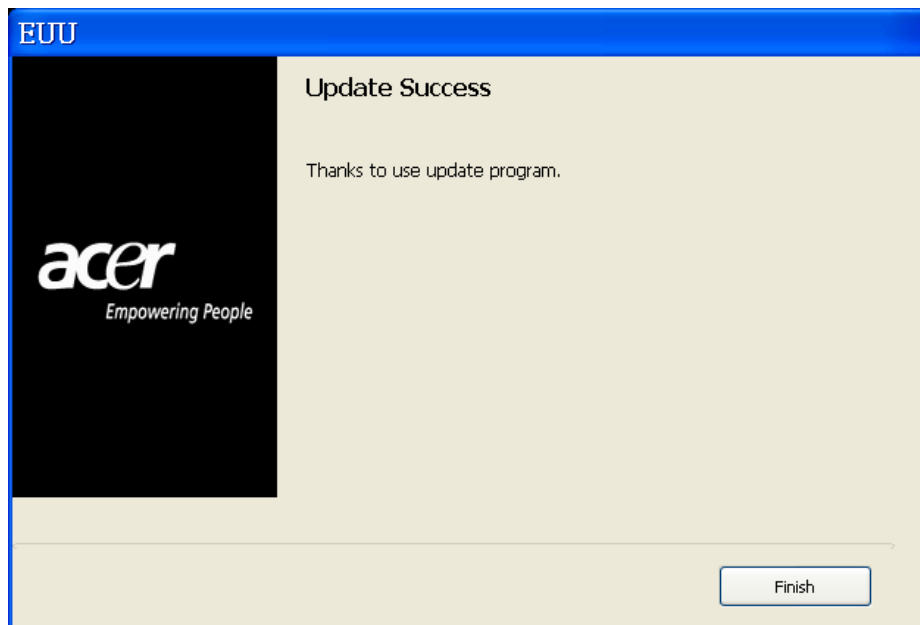 EUU
Update Success
Thanks to use update program.
acer
Empowering People
Finish